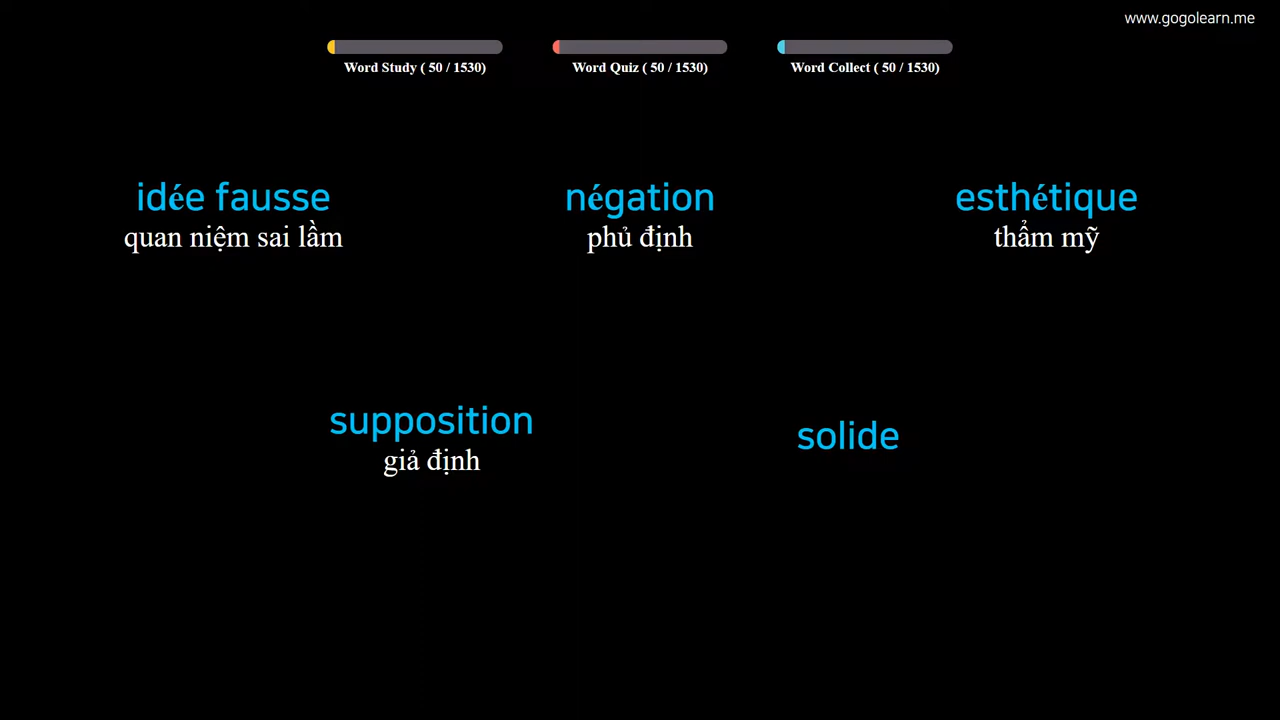 www.gogolearn.me
Word Study ( 50 / 1530)
Word Quiz ( 50 / 1530)
Word Collect ( 50 / 1530)
idée fausse
quan niệm sai lầm
négation
phủ định
esthétique
thẩm mỹ
supposition
giả định
solide